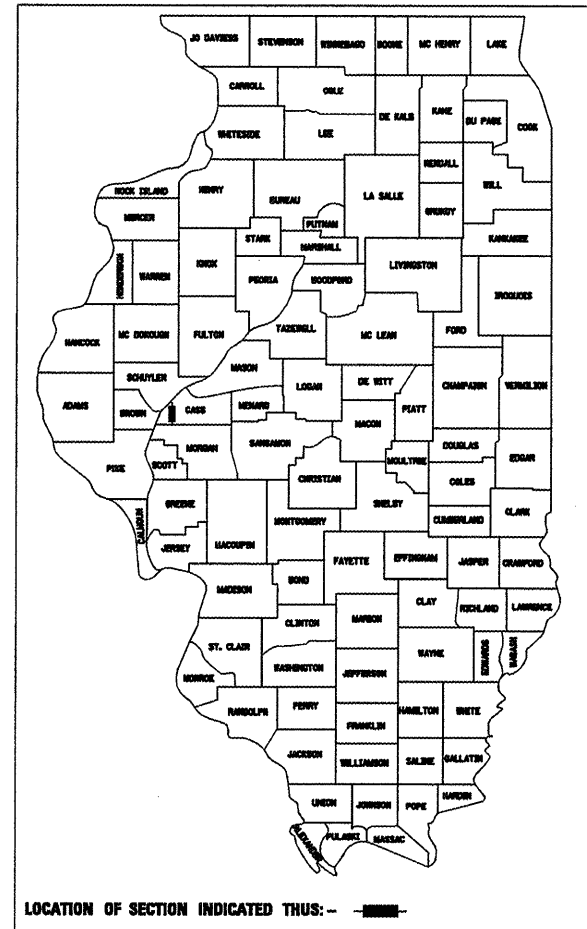 JO DAVIESS STEVENSON WINNEBAGO BOONE MC HENRY LAKE
CARROLL OGLE DE KALB KANE DU PAGE COOK
WHITESIDE LEE
KENDALL WILL
ROCK ISLAND HENRY BUREAU LA SALLE GRUNDY
MERCER PUTNAM
STARK MARSHALL KANKAKEE
HENDERSON WARREN KNOX PEORIA WOODFORD LIVINGSTON IROQUOIS
HANCOCK MC DONOUGH FULTON TAZEWELL MC LEAN FORD
MASON
SCHUYLER LOGAN DE WITT CHAMPAIGN VERMILION
ADAMS BROWN CASS MENARD MACON PIATT
PIKE SCOTT MORGAN SANGAMON MOULTRIE DOUGLAS EDGAR
CHRISTIAN COLES
GREENE SHELBY CLARK
CALHOUN MACOUPIN MONTGOMERY CUMBERLAND
JERSEY FAYETTE EFFINGHAM JASPER CRAWFORD
MADISON BOND
CLAY RICHLAND LAWRENCE
CLINTON MARION
ST. CLAIR WAYNE EDWARDS WABASH
MONROE WASHINGTON JEFFERSON
RANDOLPH PERRY HAMILTON WHITE
FRANKLIN
JACKSON WILLIAMSON SALINE GALLATIN
UNION JOHNSON POPE HARDIN
ALEXANDER PULASKI MASSAC
LOCATION OF SECTION INDICATED THUS: -